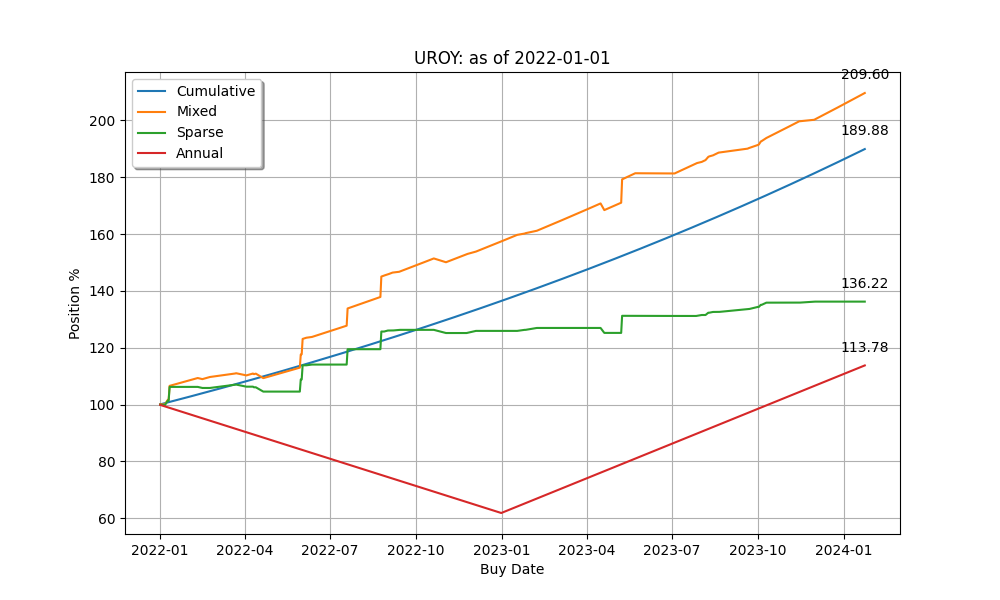 UROY: as of 2022-01-01
Cumulative
Mixed
Sparse
Annual
209.60
189.88
136.22
113.78
Position %
200
180
160
140
120
100
80
60
2022-01 2022-04 2022-07 2022-10 2023-01 2023-04 2023-07 2023-10 2024-01
Buy Date